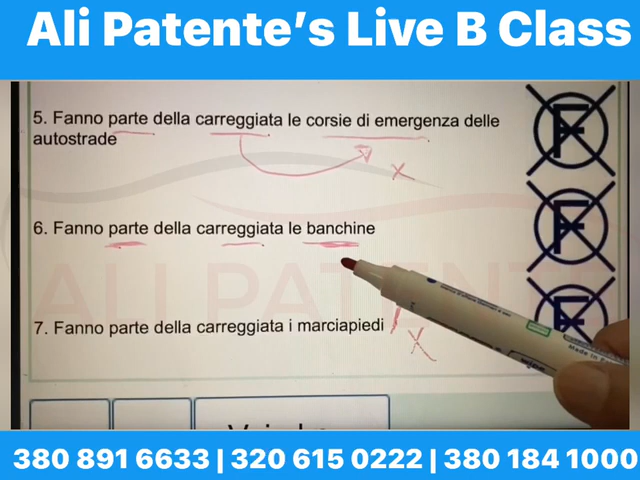 Ali Patente's Live B Class
5. Fanno parte della carreggiata le corsie di emergenza delle
autostrade
F
6. Fanno parte della carreggiata le banchine
F
ALI PATENTE
7. Fanno parte della carreggiata i marciapiedi
F
380 891 6633 | 320 615 0222 | 380 184 1000